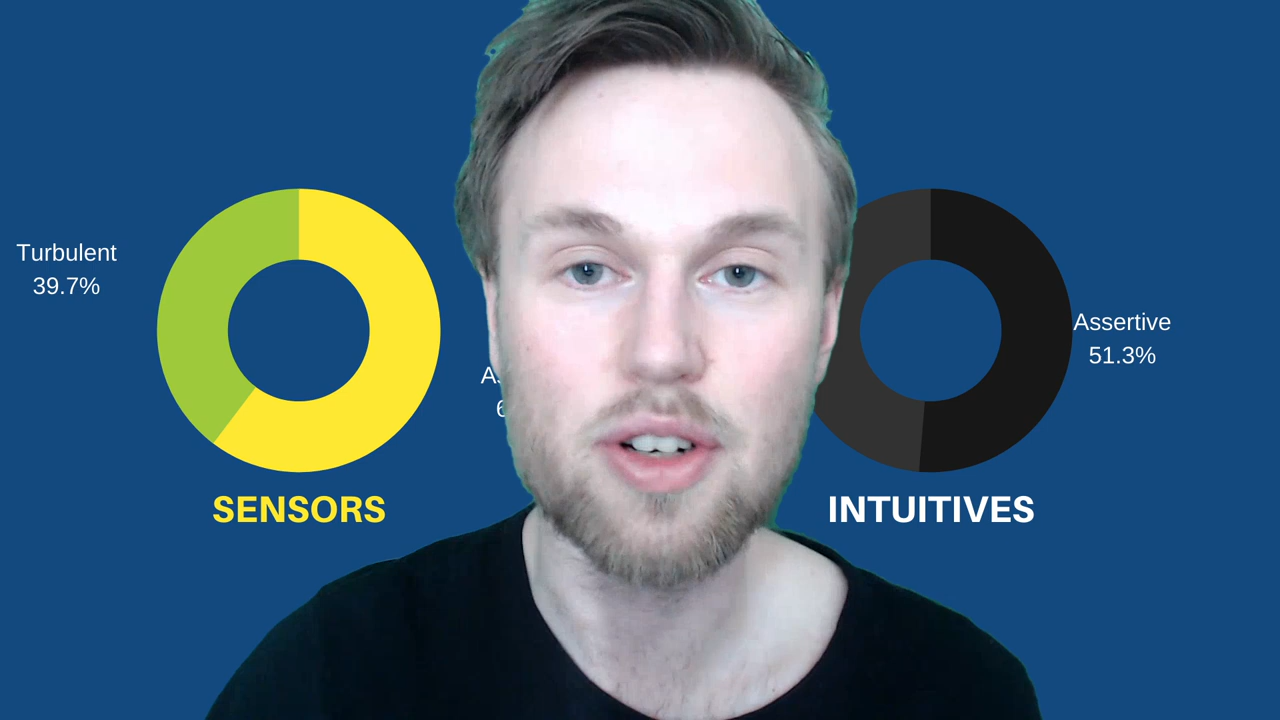 Turbulent
39.7%
Assertive
51.3%
SENSORS
INTUITIVES